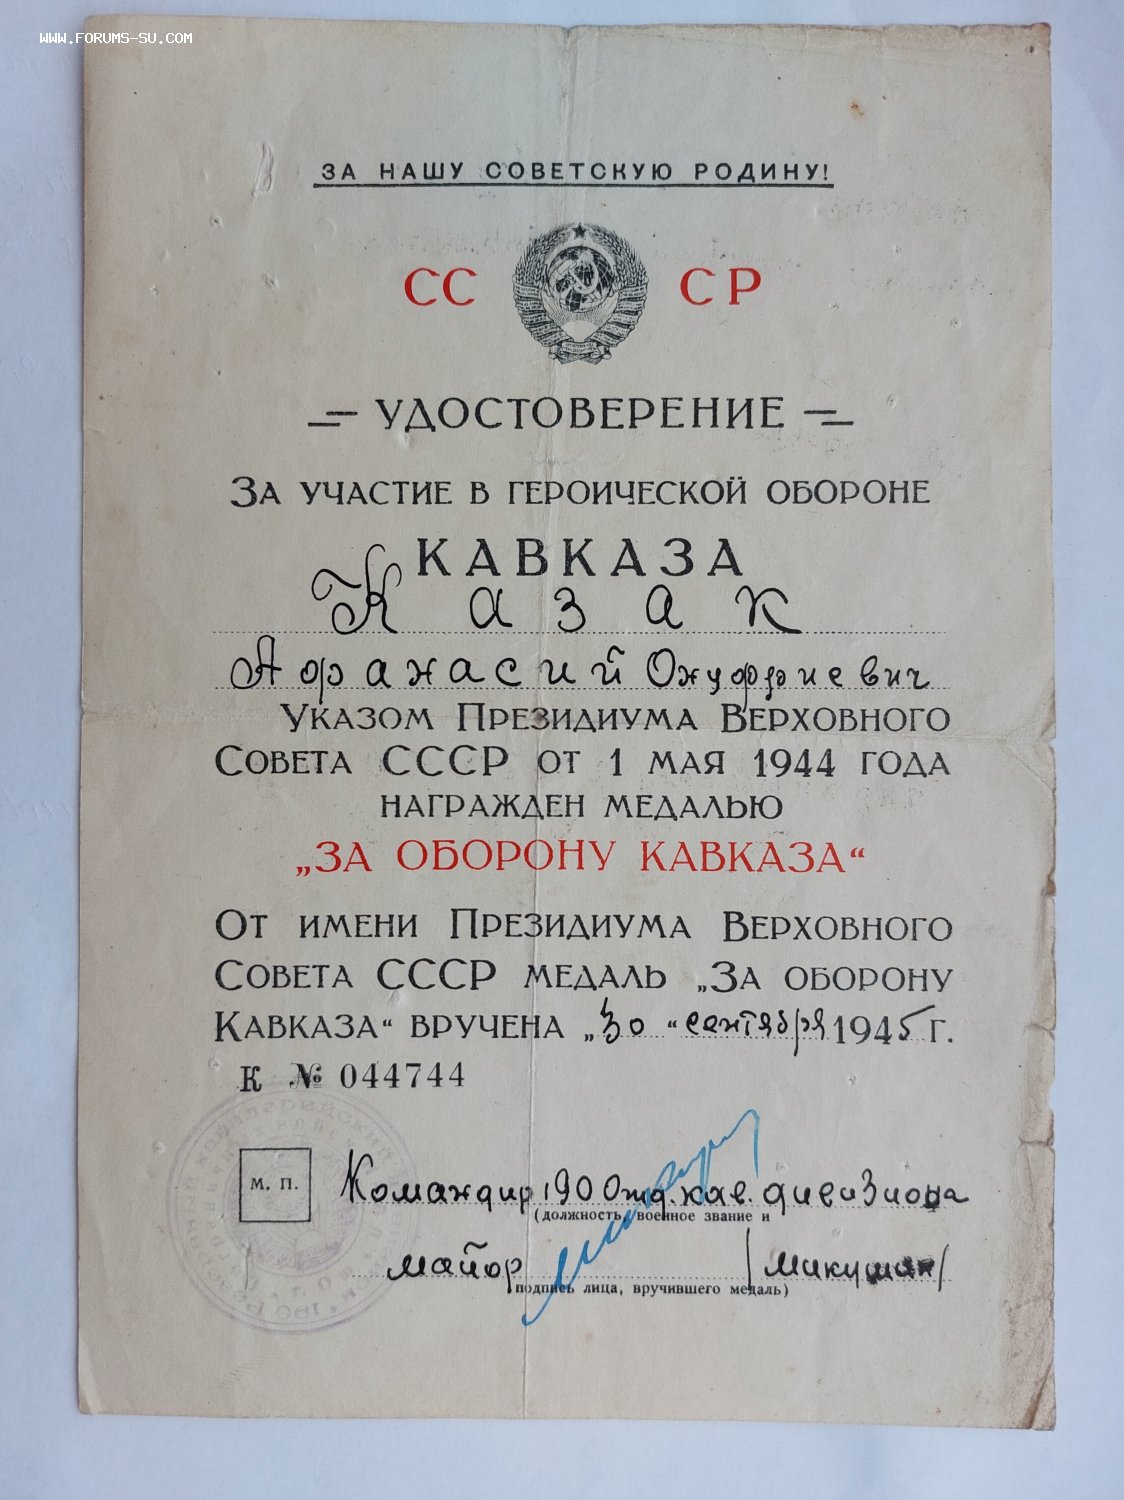 WWW.FORUMS-SU.COM
ЗА НАШУ СОВЕТСКУЮ РОДИНУ!
СС СР
УДОСТОВЕРЕНИЕ
ЗА УЧАСТИЕ В ГЕРОИЧЕСКОЙ ОБОРОНЕ
КАВКАЗА
Казак
Афанасий Онуфриевич
УКАЗОМ ПРЕЗИДИУМА ВЕРХОВНОГО
СОВЕТА СССР ОТ 1 МАЯ 1944 ГОДА
НАГРАЖДЕН МЕДАЛЬЮ
„ЗА ОБОРОНУ КАВКАЗА“
ОТ ИМЕНИ ПРЕЗИДИУМА ВЕРХОВНОГО
СОВЕТА СССР МЕДАЛЬ „ЗА ОБОРОНУ
КАВКАЗА“ ВРУЧЕНА „30“ сентября 1945 г.
К № 044744
М. П. Командир 190 отд. кав. дивизиона
(должность, военное звание и
майор /Микушин/
подпись лица, вручившего медаль)